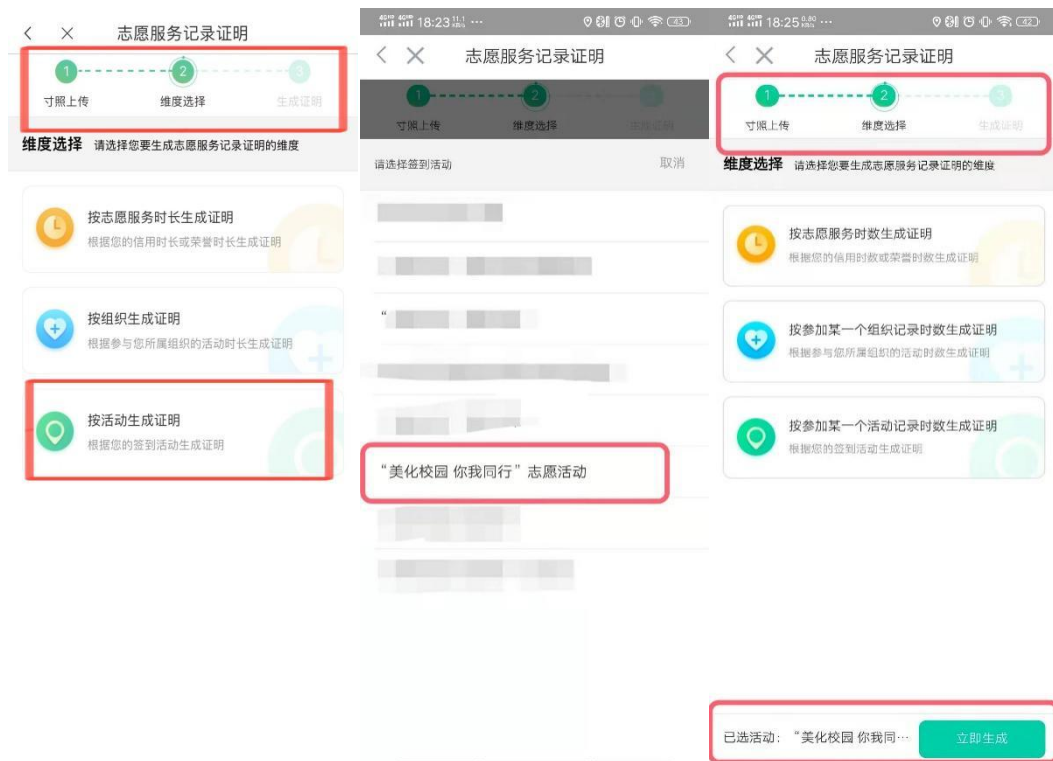 志愿服务记录证明
1
2
3
寸照上传
维度选择
生成证明
维度选择 请选择您要生成志愿服务记录证明的维度
按志愿服务时长生成证明
根据您的信用时长或荣誉时长生成证明
按组织生成证明
根据参与您所属组织的活动时长生成证明
按活动生成证明
根据您的签到活动生成证明
18:23
43
志愿服务记录证明
1
2
寸照上传
维度选择
请选择签到活动
取消
“
“美化校园 你我同行”志愿活动
18:25
42
志愿服务记录证明
1
2
3
寸照上传
维度选择
生成证明
维度选择 请选择您要生成志愿服务记录证明的维度
按志愿服务时数生成证明
根据您的信用时数或荣誉时数生成证明
按参加某一个组织记录时数生成证明
根据参与您所属组织的活动时数生成证明
按参加某一个活动记录时数生成证明
根据您的签到活动生成证明
已选活动：“美化校园 你我同…
立即生成